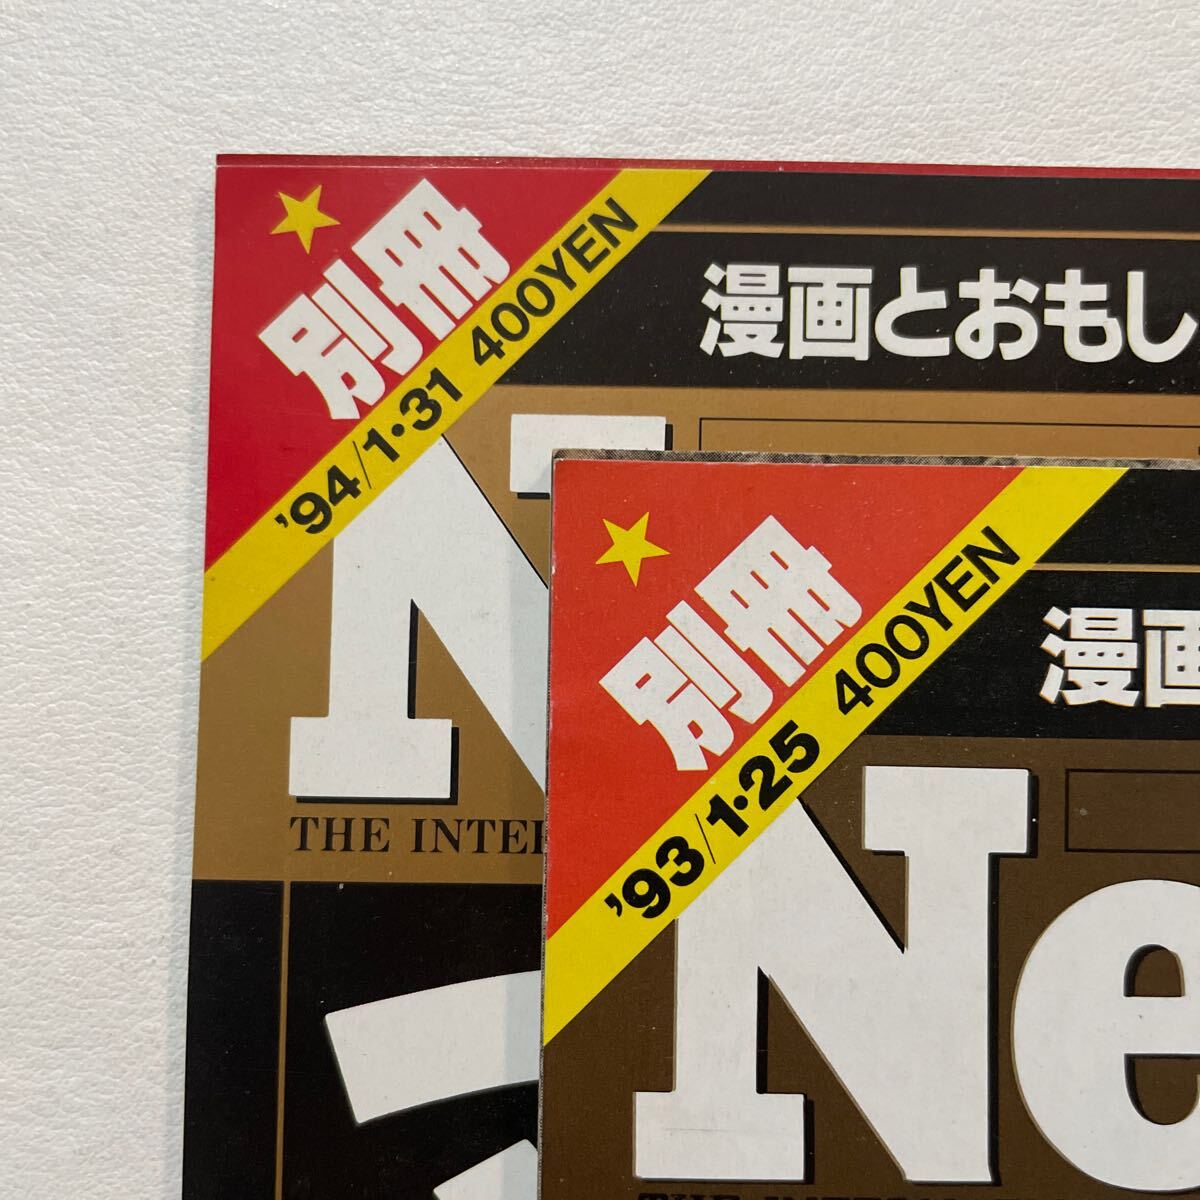 別冊
'94/1・31 400YEN
漫画とおもし
N
THE INTER
別冊
'93/1・25 400YEN
漫画
Ne